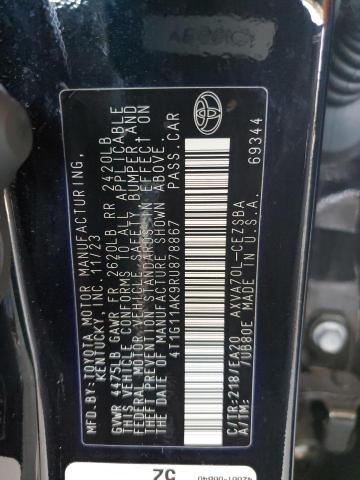 MFD.BY: TOYOTA MOTOR MANUFACTURING,
KENTUCKY, INC. 11/23
GVWR 4475LB GAWR FR 2620LB RR 2420LB
THIS VEHICLE CONFORMS TO ALL APPLICABLE
FEDERAL MOTOR VEHICLE SAFETY, BUMPER, AND
THEFT PREVENTION STANDARDS IN EFFECT ON
THE DATE OF MANUFACTURE SHOWN ABOVE.
4T1G11AK9RU878867 PASS.CAR
C/TR:218/EA20 AXVA70L-CEZSBA
A/TM: /UB80E MADE IN U.S.A. 69344
52